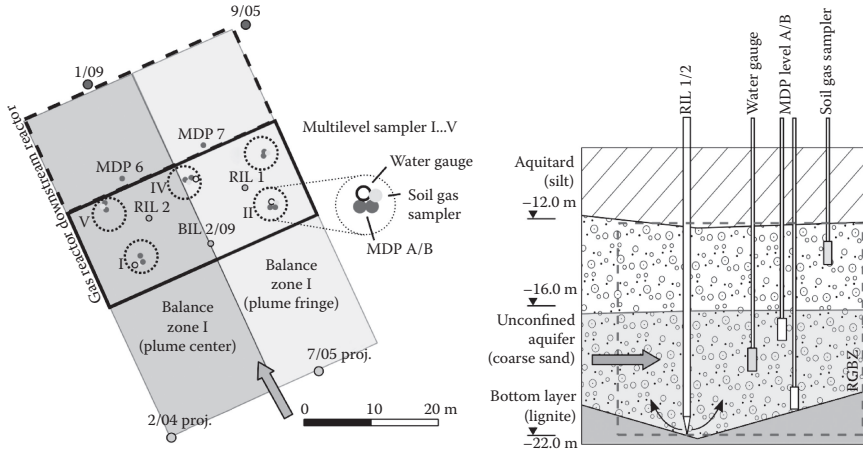 9/05
1/09
Gas reactor downstream reactor
MDP 7
MDP 6
Multilevel sampler I...V
Water gauge
Soil gas
sampler
MDP A/B
IV
RIL 1
II
V
RIL 2
BIL 2/09
I
Balance
zone I
(plume center)
Balance
zone I
(plume fringe)
7/05 proj.
2/04 proj.
0 10 20 m
RIL 1/2
Water gauge
MDP level A/B
Soil gas sampler
Aquitard
(silt)
−12.0 m
−16.0 m
Unconfined
aquifer
(coarse sand)
RGBZ
Bottom layer
(lignite)
−22.0 m